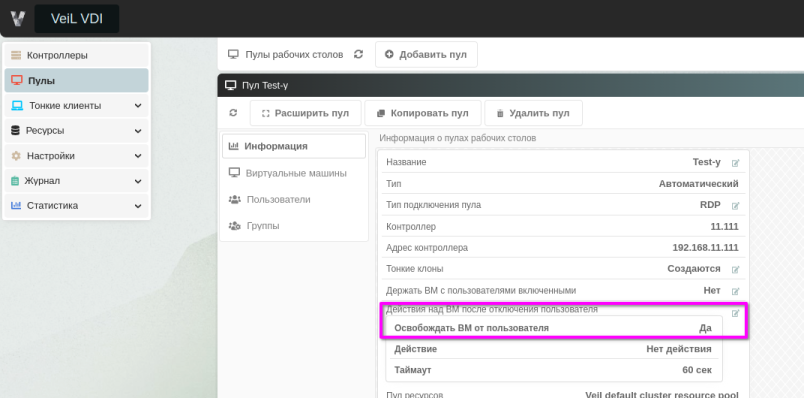 VeiL VDI
Контроллеры
Пулы
Тонкие клиенты
Ресурсы
Настройки
Журнал
Статистика
Пулы рабочих столов
Добавить пул
Пул Test-y
Расширить пул
Копировать пул
Удалить пул
Информация
Виртуальные машины
Пользователи
Группы
Информация о пулах рабочих столов
Название Test-y
Тип Автоматический
Тип подключения пула RDP
Контроллер 11.111
Адрес контроллера 192.168.11.111
Тонкие клоны Создаются
Держать ВМ с пользователями включенными Нет
Действия над ВМ после отключения пользователя
Освобождать ВМ от пользователя Да
Действие Нет действия
Таймаут 60 сек
Пул ресурсов Veil default cluster resource pool